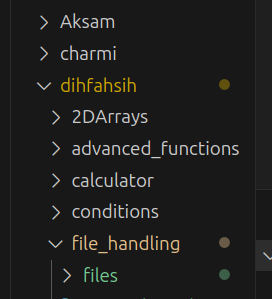 Aksam
charmi
dihfahsih
2DArrays
advanced_functions
calculator
conditions
file_handling
files